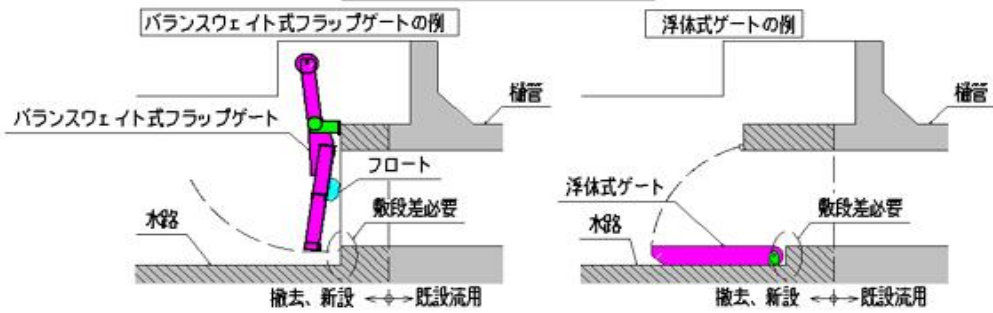 バランスウェイト式フラップゲートの例
樋管
バランスウェイト式フラップゲート
フロート
敷段差必要
水路
撤去、新設
既設流用
浮体式ゲートの例
樋管
浮体式ゲート
敷段差必要
水路
撤去、新設
既設流用